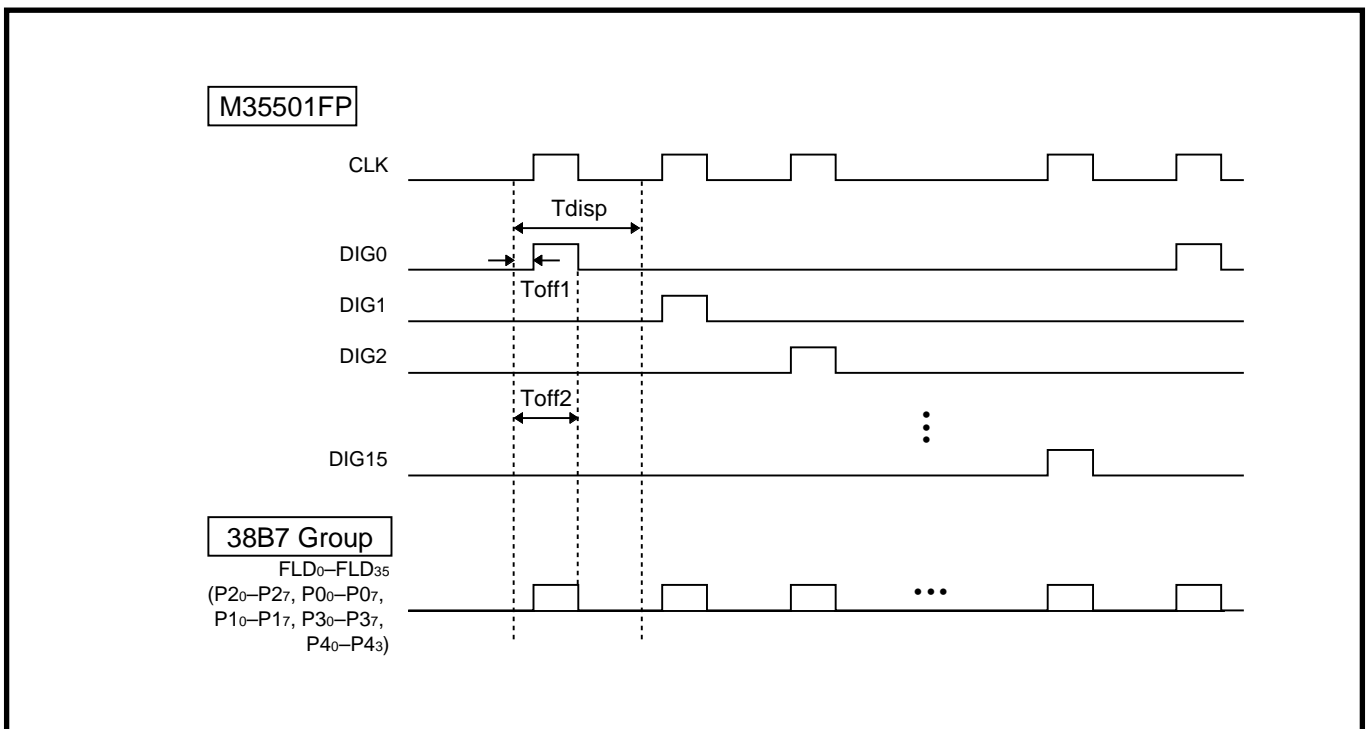 M35501FP
CLK
Tdisp
DIG0
Toff1
DIG1
DIG2
Toff2
DIG15
38B7 Group
FLD0–FLD35
(P20–P27, P00–P07,
P10–P17, P30–P37,
P40–P43)